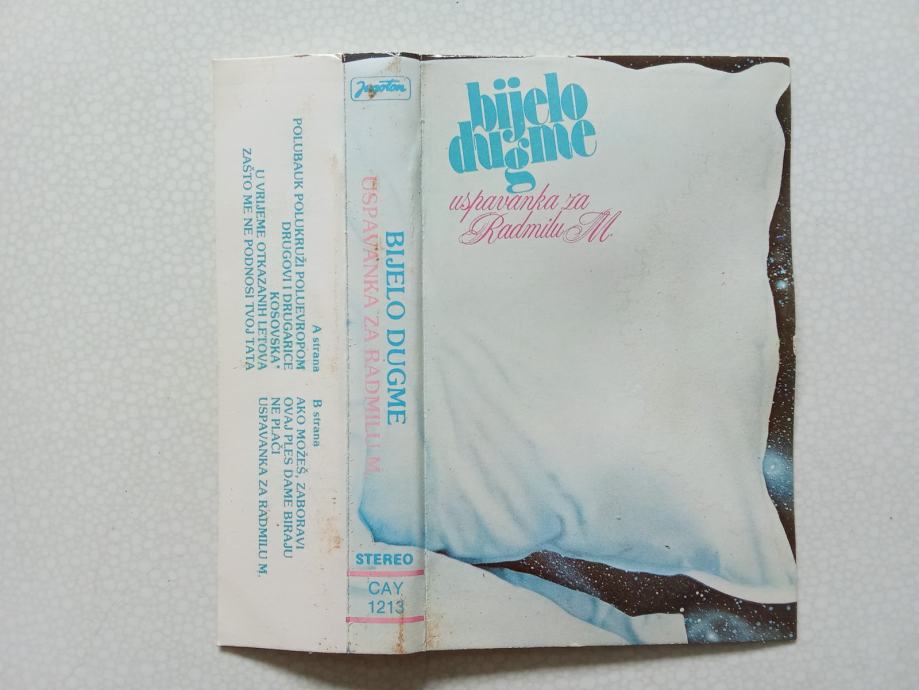 A strana
POLUBAUK POLUKRUŽI POLUEVROPOM
DRUGOVI I DRUGARICE
KOSOVSKA*
U VRIJEME OTKAZANIH LETOVA
ZAŠTO ME NE PODNOSI TVOJ TATA
B strana
AKO MOŽEŠ, ZABORAVI
OVAJ PLES DAME BIRAJU
NE PLAČI
USPAVANKA ZA RADMILU M.
Jugoton
BIJELO DUGME
USPAVANKA ZA RADMILU M.
STEREO
CAY
1213
bijelo
dugme
uspavanka za
Radmilu M.